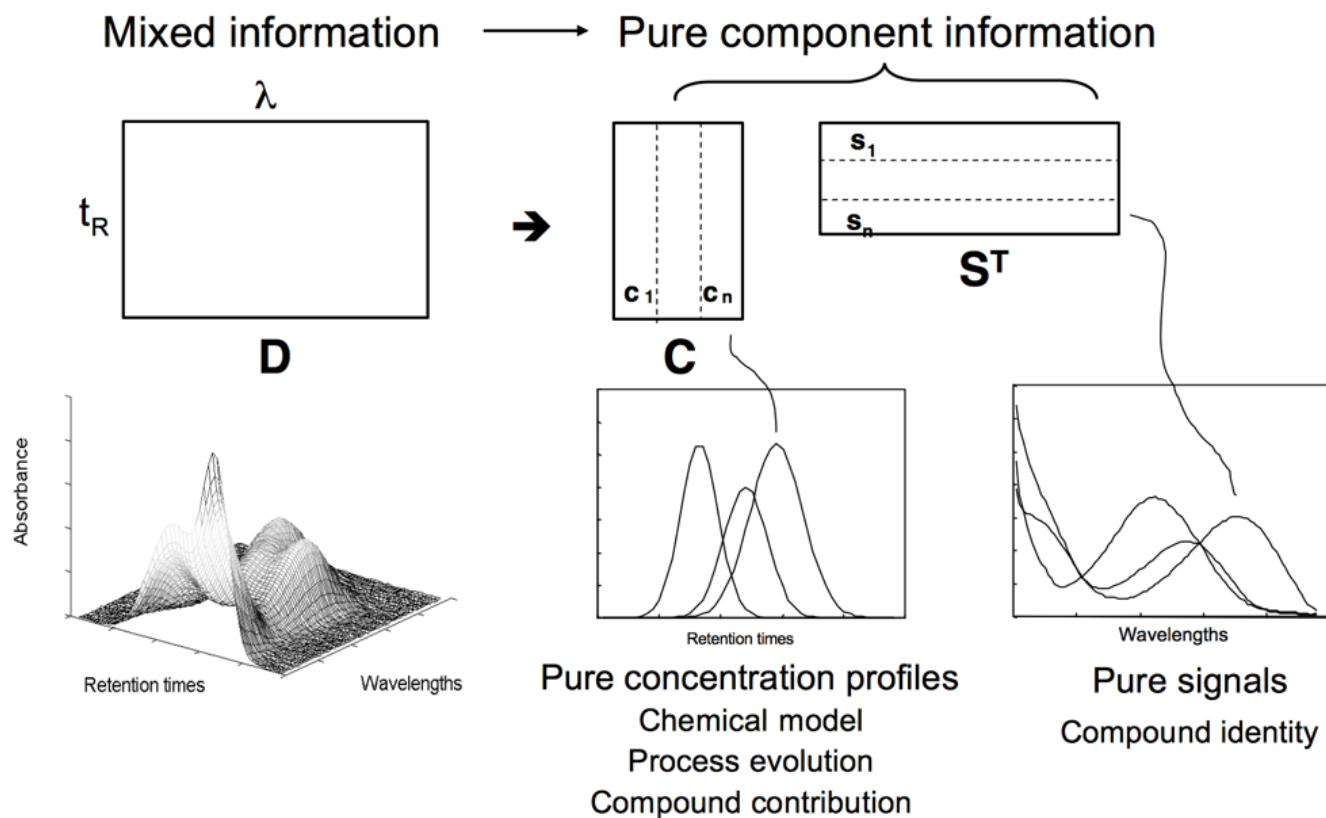 Mixed information
Pure component information
λ
t_R
D
➔
c_1
c_n
C
s_1
s_n
S^T
Absorbance
Retention times
Wavelengths
Retention times
Wavelengths
Pure concentration profiles
Chemical model
Process evolution
Compound contribution
Pure signals
Compound identity